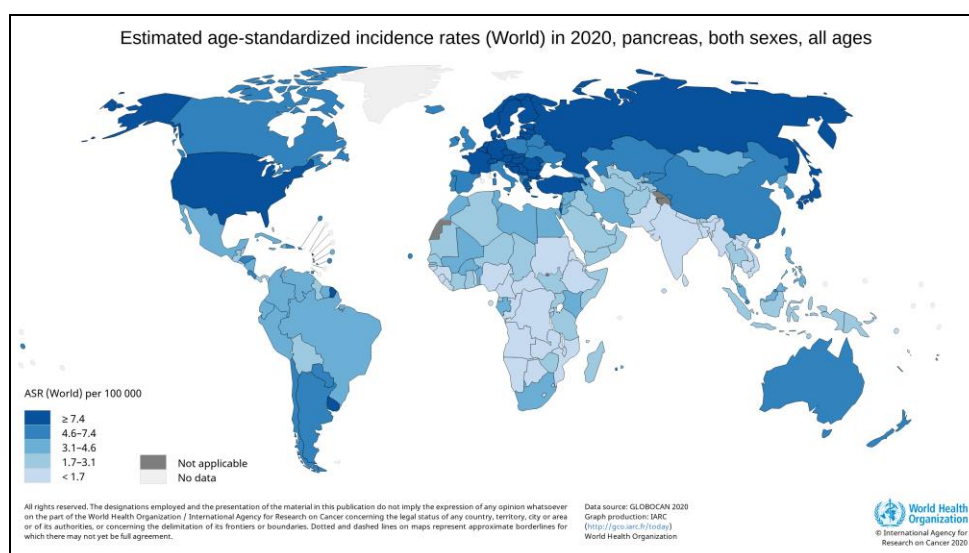 Estimated age-standardized incidence rates (World) in 2020, pancreas, both sexes, all ages
ASR (World) per 100 000
≥ 7.4
4.6–7.4
3.1–4.6
1.7–3.1
< 1.7
Not applicable
No data
All rights reserved. The designations employed and the presentation of the material in this publication do not imply the expression of any opinion whatsoever
on the part of the World Health Organization / International Agency for Research on Cancer concerning the legal status of any country, territory, city or area
or of its authorities, or concerning the delimitation of its frontiers or boundaries. Dotted and dashed lines on maps represent approximate borderlines for
which there may not yet be full agreement.
Data source: GLOBOCAN 2020
Graph production: IARC
(http://gco.iarc.fr/today)
World Health Organization
World Health
Organization
© International Agency for
Research on Cancer 2020